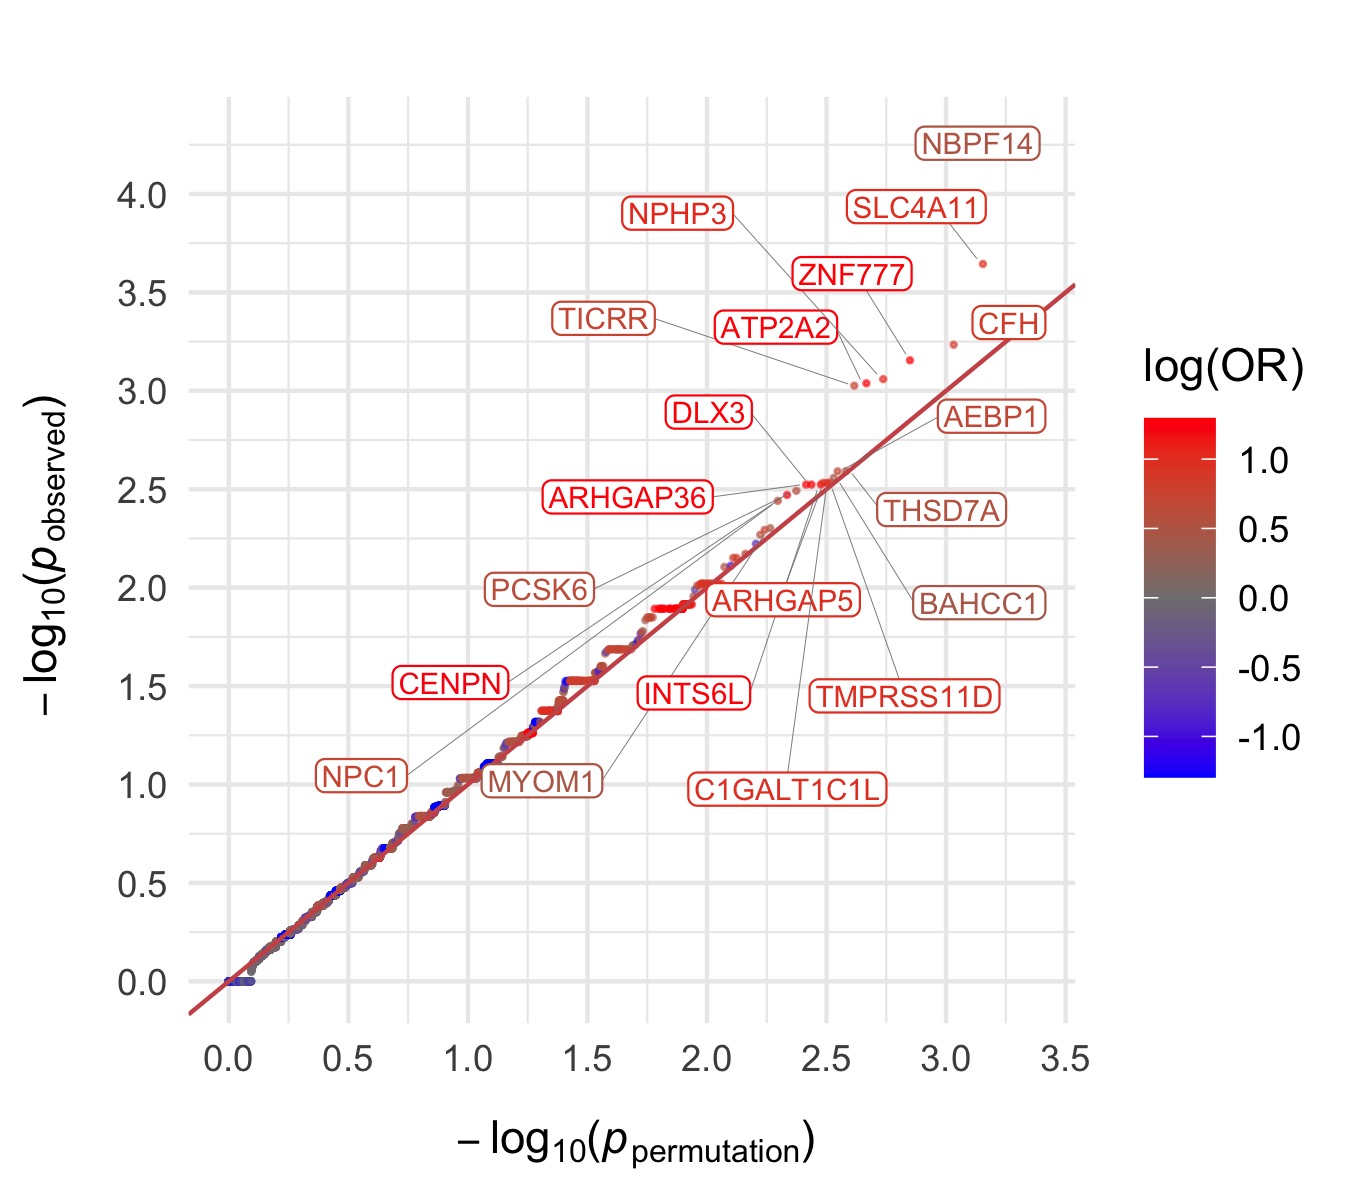 NBPF14
SLC4A11
NPHP3
ZNF777
TICRR
ATP2A2
CFH
DLX3
AEBP1
ARHGAP36
THSD7A
PCSK6
ARHGAP5
BAHCC1
CENPN
INTS6L
TMPRSS11D
NPC1
MYOM1
C1GALT1C1L
4.0
3.5
3.0
2.5
2.0
1.5
1.0
0.5
0.0
− log10(pobserved)
0.0 0.5 1.0 1.5 2.0 2.5 3.0 3.5
− log10(ppermutation)
log(OR)
1.0
0.5
0.0
-0.5
-1.0